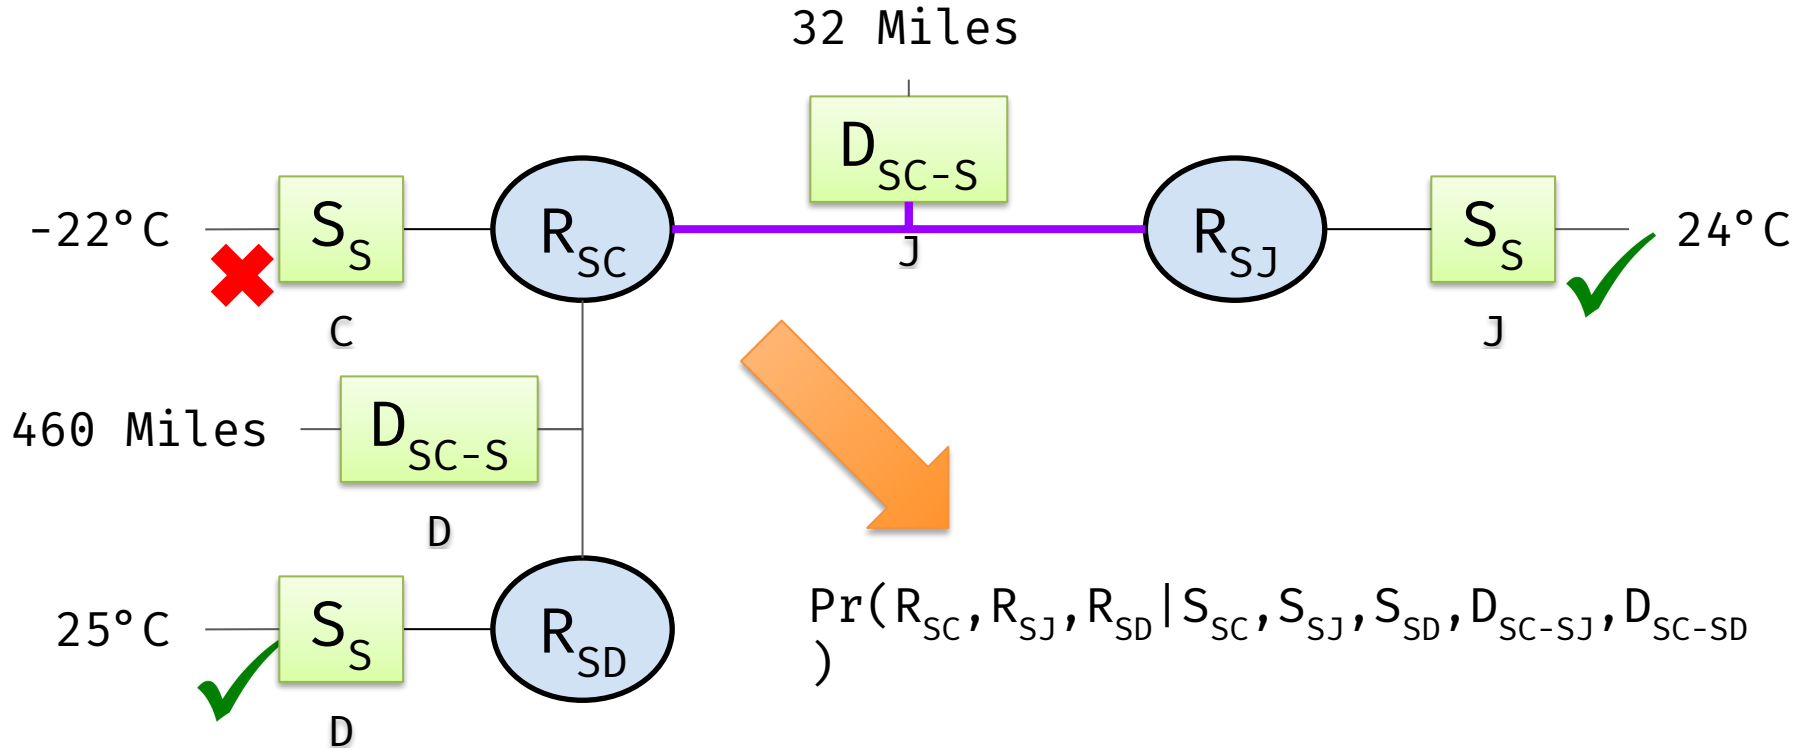 32 Miles
D_SC-S
J
-22°C
S_S
C
R_SC
R_SJ
S_S
J
24°C
460 Miles
D_SC-S
D
25°C
S_S
D
R_SD
Pr(R_SC,R_SJ,R_SD|S_SC,S_SJ,S_SD,D_SC-SJ,D_SC-SD
)